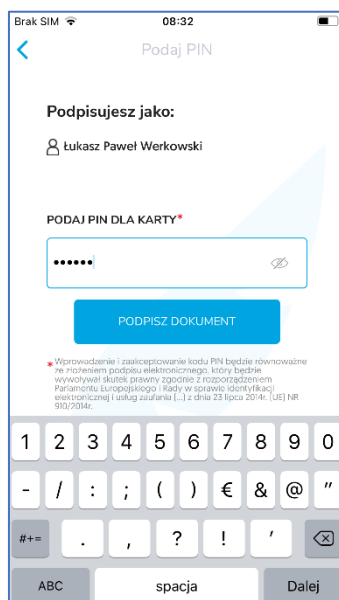 Brak SIM 08:32
Podaj PIN
Podpisujesz jako:
Łukasz Paweł Werkowski
PODAJ PIN DLA KARTY*
••••••
PODPISZ DOKUMENT
* Wprowadzenie i zaakceptowanie kodu PIN będzie równoważne
ze złożeniem podpisu elektronicznego, który będzie
wywoływał skutek prawny zgodnie z rozporządzeniem
Parlamentu Europejskiego i Rady w sprawie identyfikacji
elektronicznej i usług zaufania (...) z dnia 23 lipca 2014r. (UE) NR
910/2014r.
1 2 3 4 5 6 7 8 9 0
- / : ; ( ) € & @ "
#+= . , ? ! '
ABC spacja Dalej